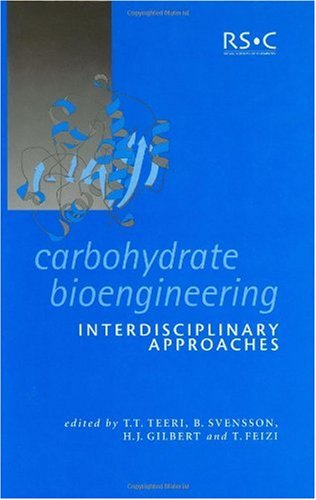 RS•C
carbohydrate
bioengineering
INTERDISCIPLINARY
APPROACHES
edited by T.T. TEERI, B. SVENSSON,
H.J. GILBERT and T. FEIZI